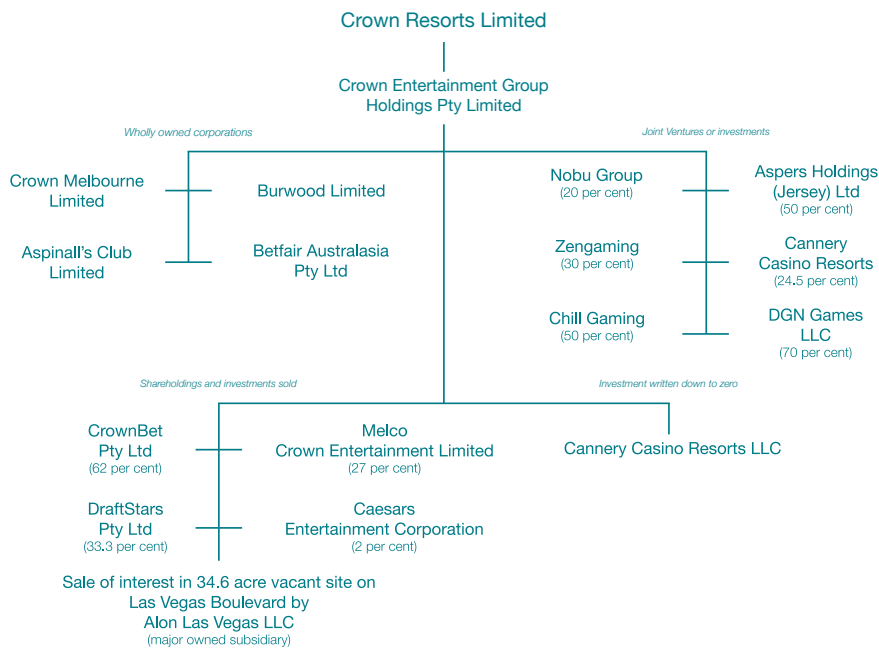 Crown Resorts Limited
Crown Entertainment Group
Holdings Pty Limited
Wholly owned corporations
Joint Ventures or investments
Crown Melbourne
Limited
Burwood Limited
Aspinall's Club
Limited
Betfair Australasia
Pty Ltd
Nobu Group
(20 per cent)
Aspers Holdings
(Jersey) Ltd
(50 per cent)
Zengaming
(30 per cent)
Cannery
Casino Resorts
(24.5 per cent)
Chill Gaming
(50 per cent)
DGN Games
LLC
(70 per cent)
Shareholdings and investments sold
Investment written down to zero
CrownBet
Pty Ltd
(62 per cent)
Melco
Crown Entertainment Limited
(27 per cent)
Cannery Casino Resorts LLC
DraftStars
Pty Ltd
(33.3 per cent)
Caesars
Entertainment Corporation
(2 per cent)
Sale of interest in 34.6 acre vacant site on
Las Vegas Boulevard by
Alon Las Vegas LLC
(major owned subsidiary)